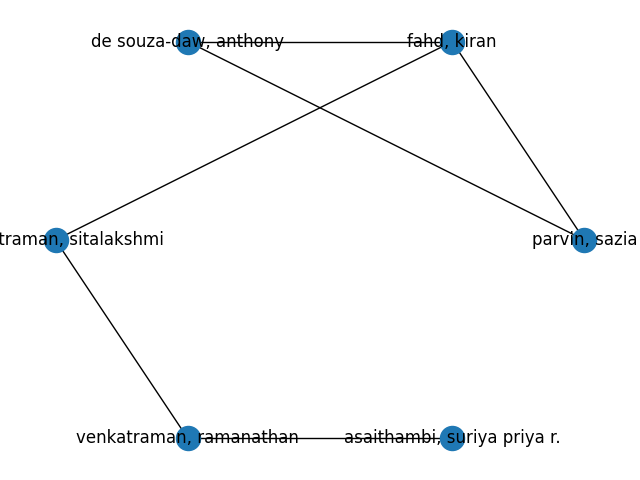 de souza-daw, anthony
fahd, kiran
traman, sitalakshmi
parvin, sazia
venkatraman, ramanathan
asaithambi, suriya priya r.